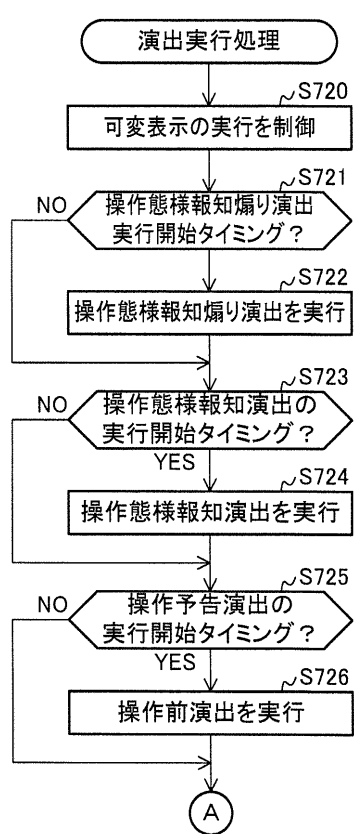 演出実行処理
S720
可変表示の実行を制御
S721
操作態様報知煽り演出
実行開始タイミング？
NO
S722
操作態様報知煽り演出を実行
S723
操作態様報知演出の
実行開始タイミング？
NO
YES
S724
操作態様報知演出を実行
S725
操作予告演出の
実行開始タイミング？
NO
YES
S726
操作前演出を実行
A